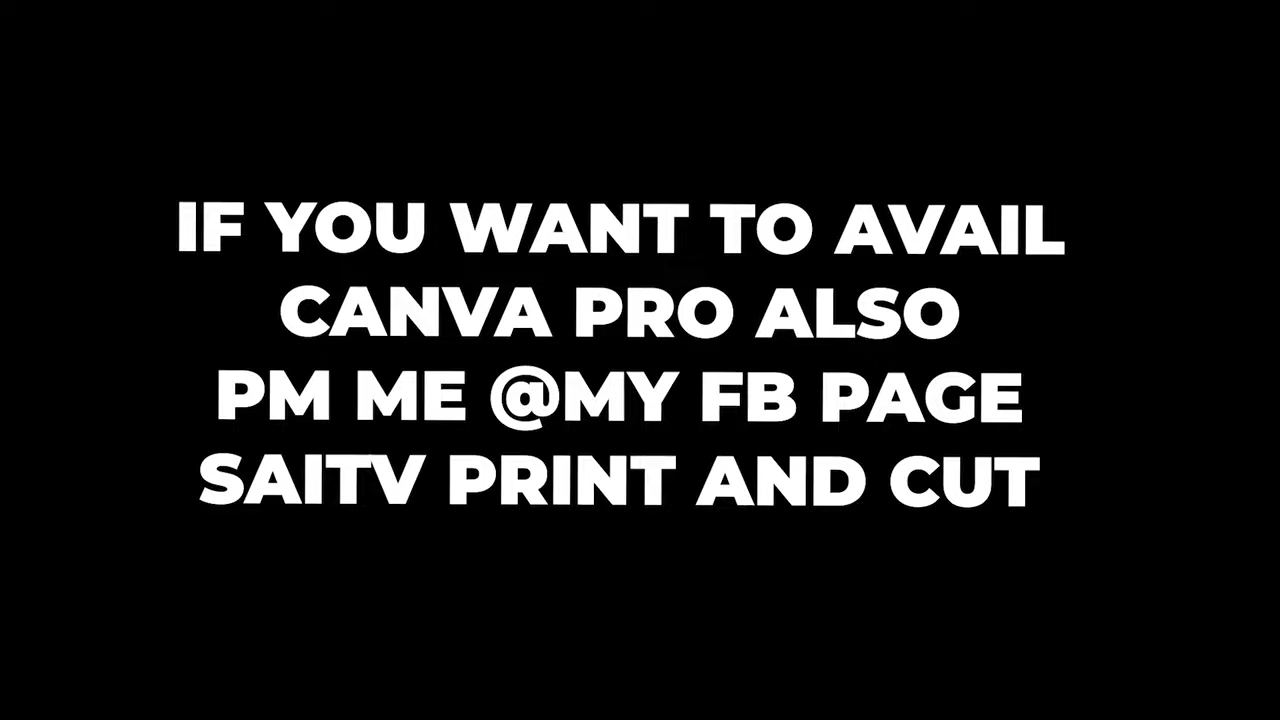 IF YOU WANT TO AVAIL
CANVA PRO ALSO
PM ME @MY FB PAGE
SAITV PRINT AND CUT